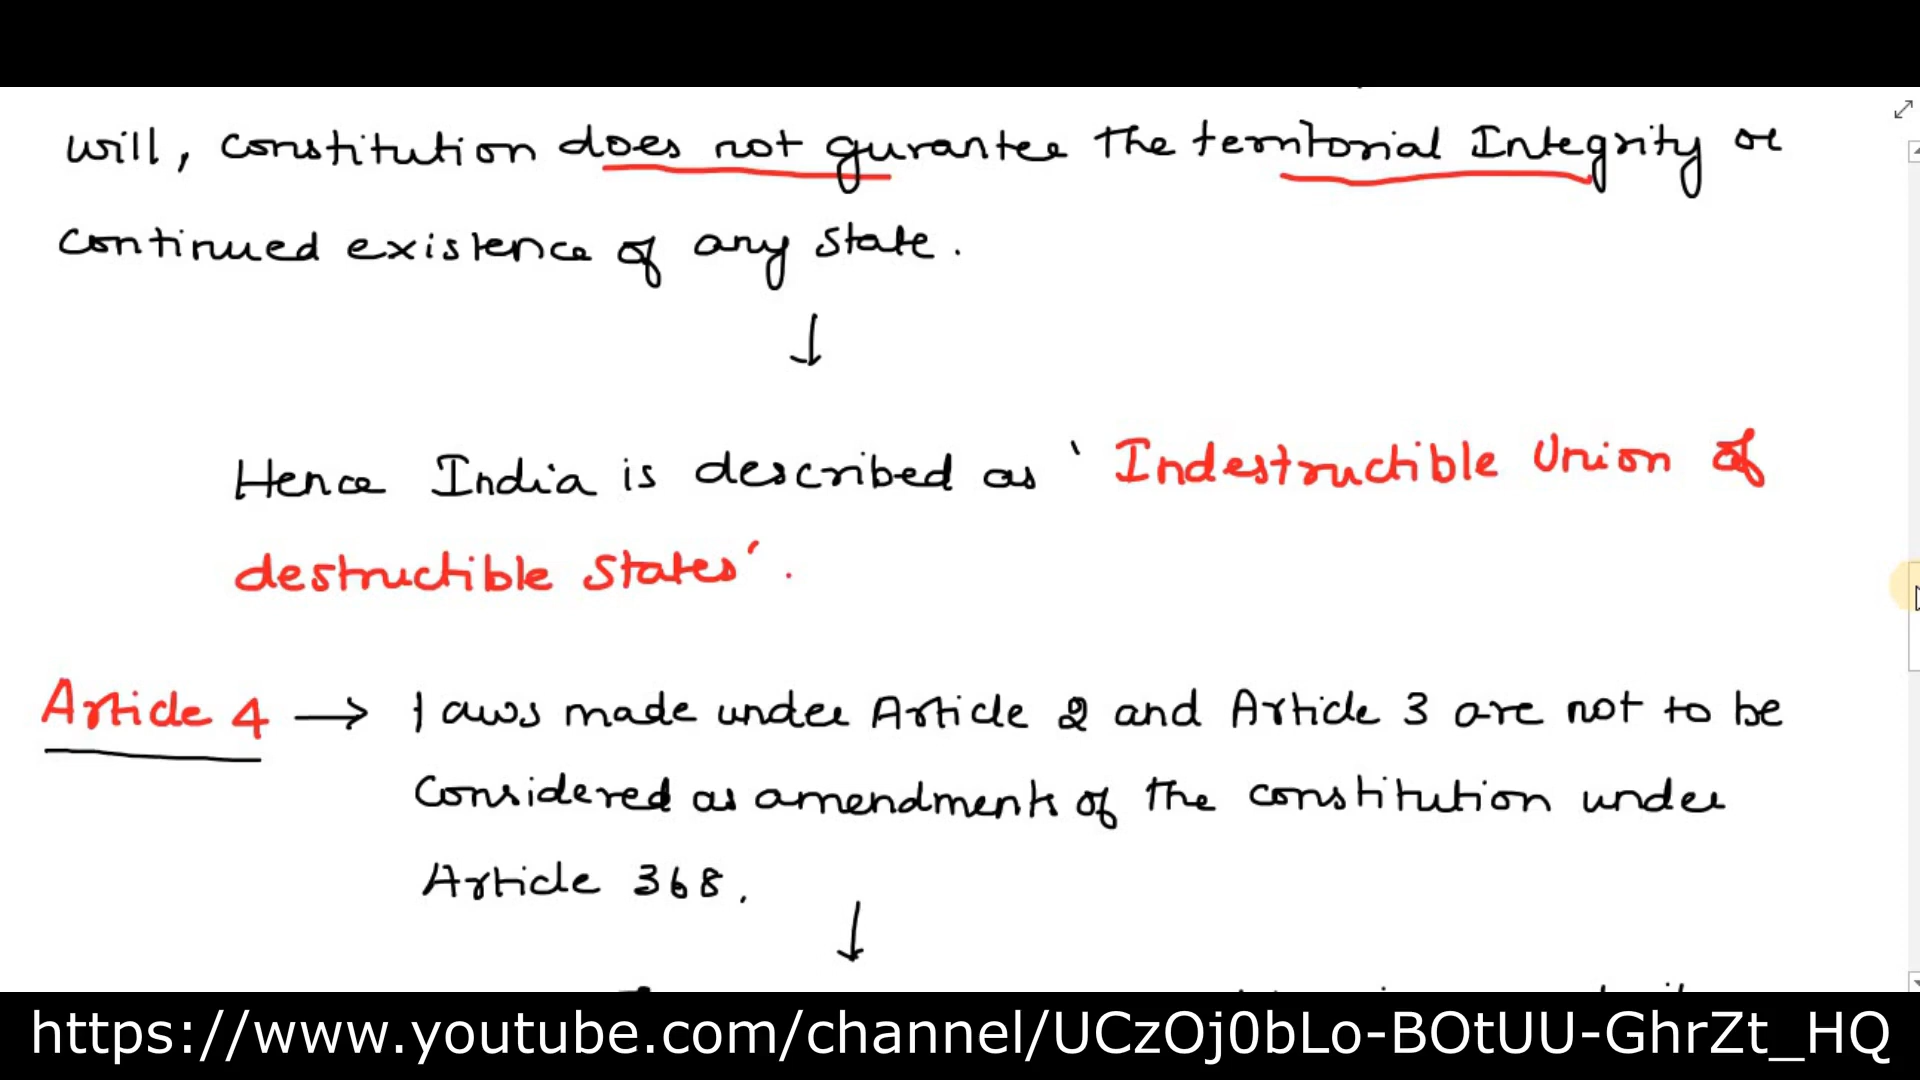 will, constitution does not gurantee the territorial Integrity or
continued existence of any state.
↓
Hence India is described as ' Indestructible Union of
destructible states'.
Article 4 → laws made under Article 2 and Article 3 are not to be
considered as amendments of the constitution under
Article 368.
↓
https://www.youtube.com/channel/UCzOj0bLo-BOtUU-GhrZt_HQ